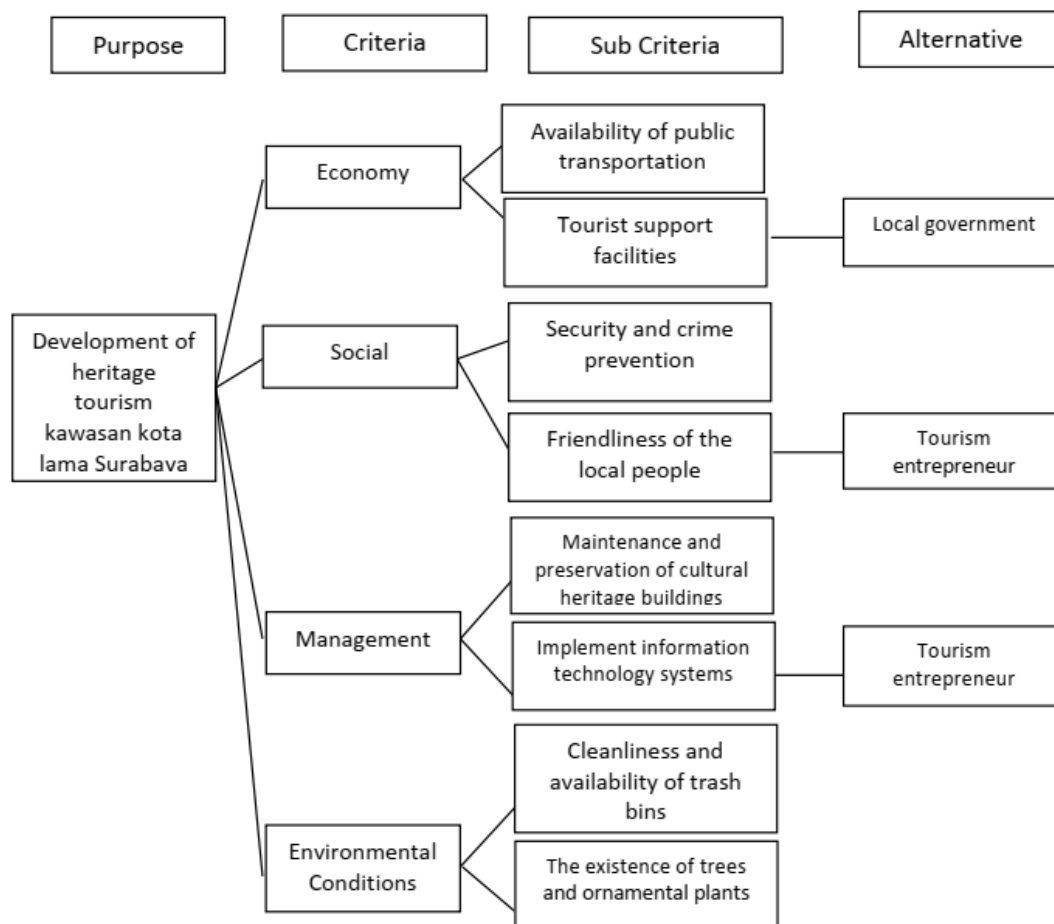 Purpose
Criteria
Sub Criteria
Alternative
Economy
Availability of public
transportation
Tourist support
facilities
Local government
Development of
heritage
tourism
kawasan kota
lama Surabava
Social
Security and crime
prevention
Friendliness of the
local people
Tourism
entrepreneur
Management
Maintenance and
preservation of cultural
heritage buildings
Implement information
technology systems
Tourism
entrepreneur
Environmental
Conditions
Cleanliness and
availability of trash
bins
The existence of trees
and ornamental plants